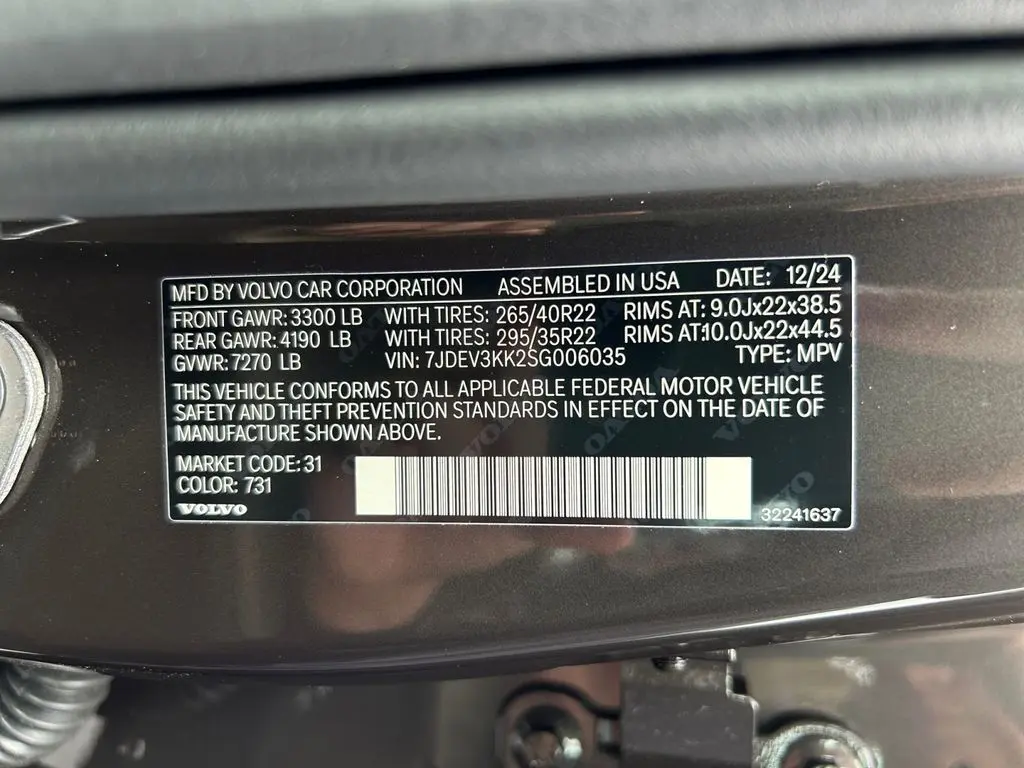 MFD BY VOLVO CAR CORPORATION ASSEMBLED IN USA DATE: 12/24
FRONT GAWR: 3300 LB WITH TIRES: 265/40R22 RIMS AT: 9.0Jx22x38.5
REAR GAWR: 4190 LB WITH TIRES: 295/35R22 RIMS AT:10.0Jx22x44.5
GVWR: 7270 LB VIN: 7JDEV3KK2SG006035 TYPE: MPV
THIS VEHICLE CONFORMS TO ALL APPLICABLE FEDERAL MOTOR VEHICLE
SAFETY AND THEFT PREVENTION STANDARDS IN EFFECT ON THE DATE OF
MANUFACTURE SHOWN ABOVE.
MARKET CODE: 31
COLOR: 731
VOLVO
32241637